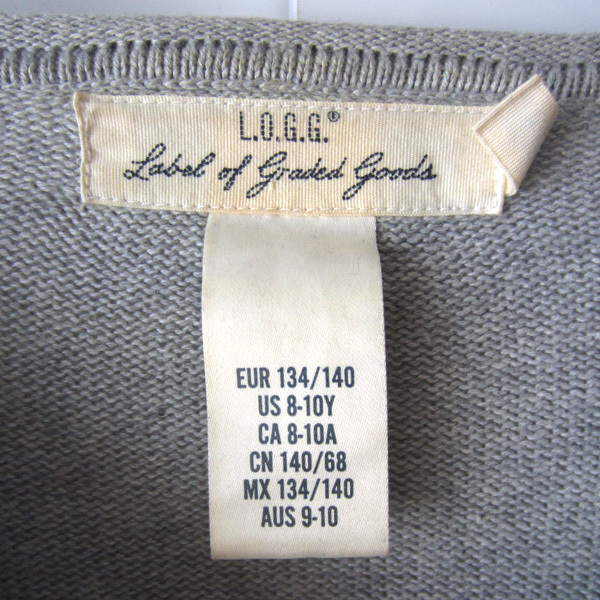 L.O.G.G.®
Label of Graded Goods
EUR 134/140
US 8-10Y
CA 8-10A
CN 140/68
MX 134/140
AUS 9-10